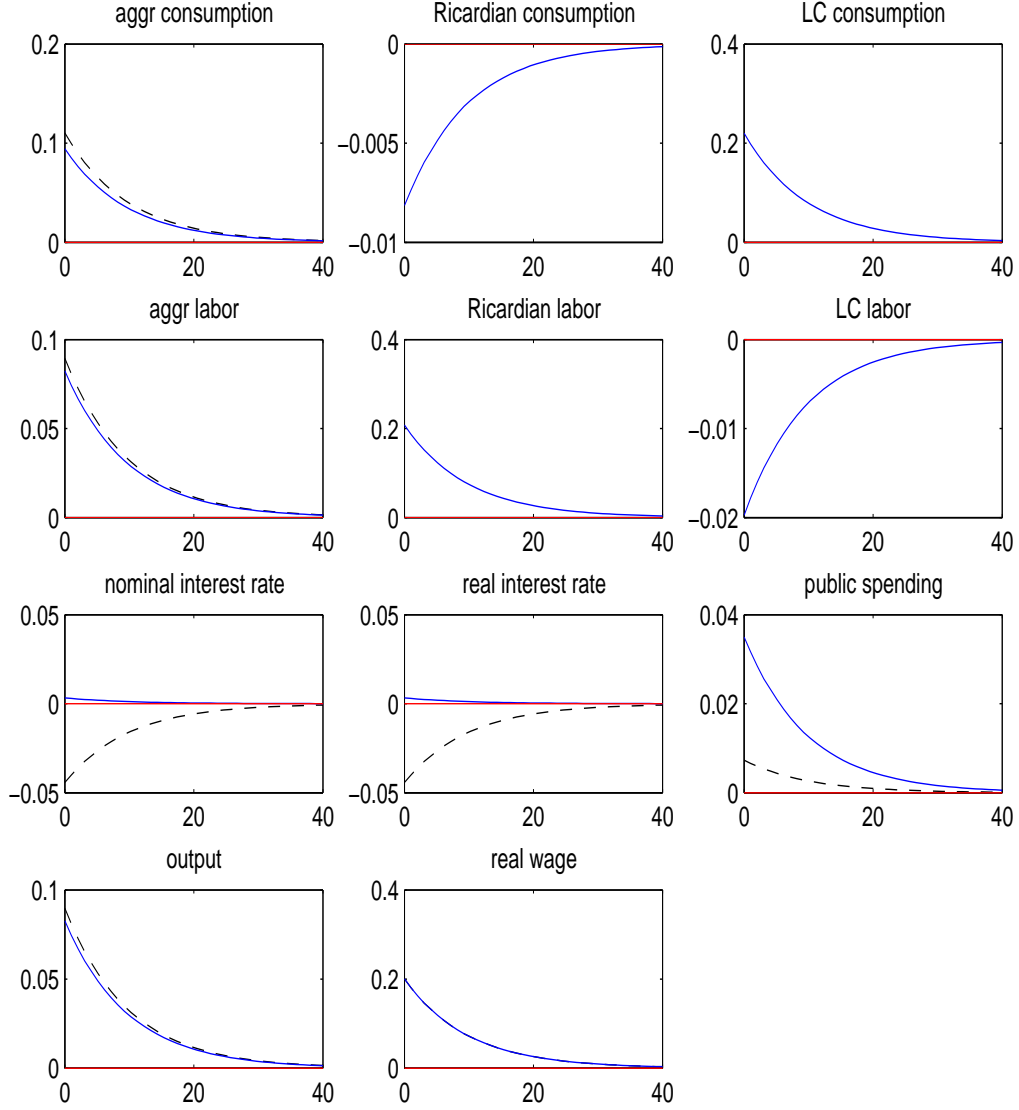 aggr consumption
Ricardian consumption
LC consumption
0.2
0.1
0
0 20 40
0
−0.005
−0.01
0 20 40
0.4
0.2
0
0 20 40
aggr labor
Ricardian labor
LC labor
0.1
0.05
0
0 20 40
0.4
0.2
0
0 20 40
0
−0.01
−0.02
0 20 40
nominal interest rate
real interest rate
public spending
0.05
0
−0.05
0 20 40
0.05
0
−0.05
0 20 40
0.04
0.02
0
0 20 40
output
real wage
0.1
0.05
0
0 20 40
0.4
0.2
0
0 20 40